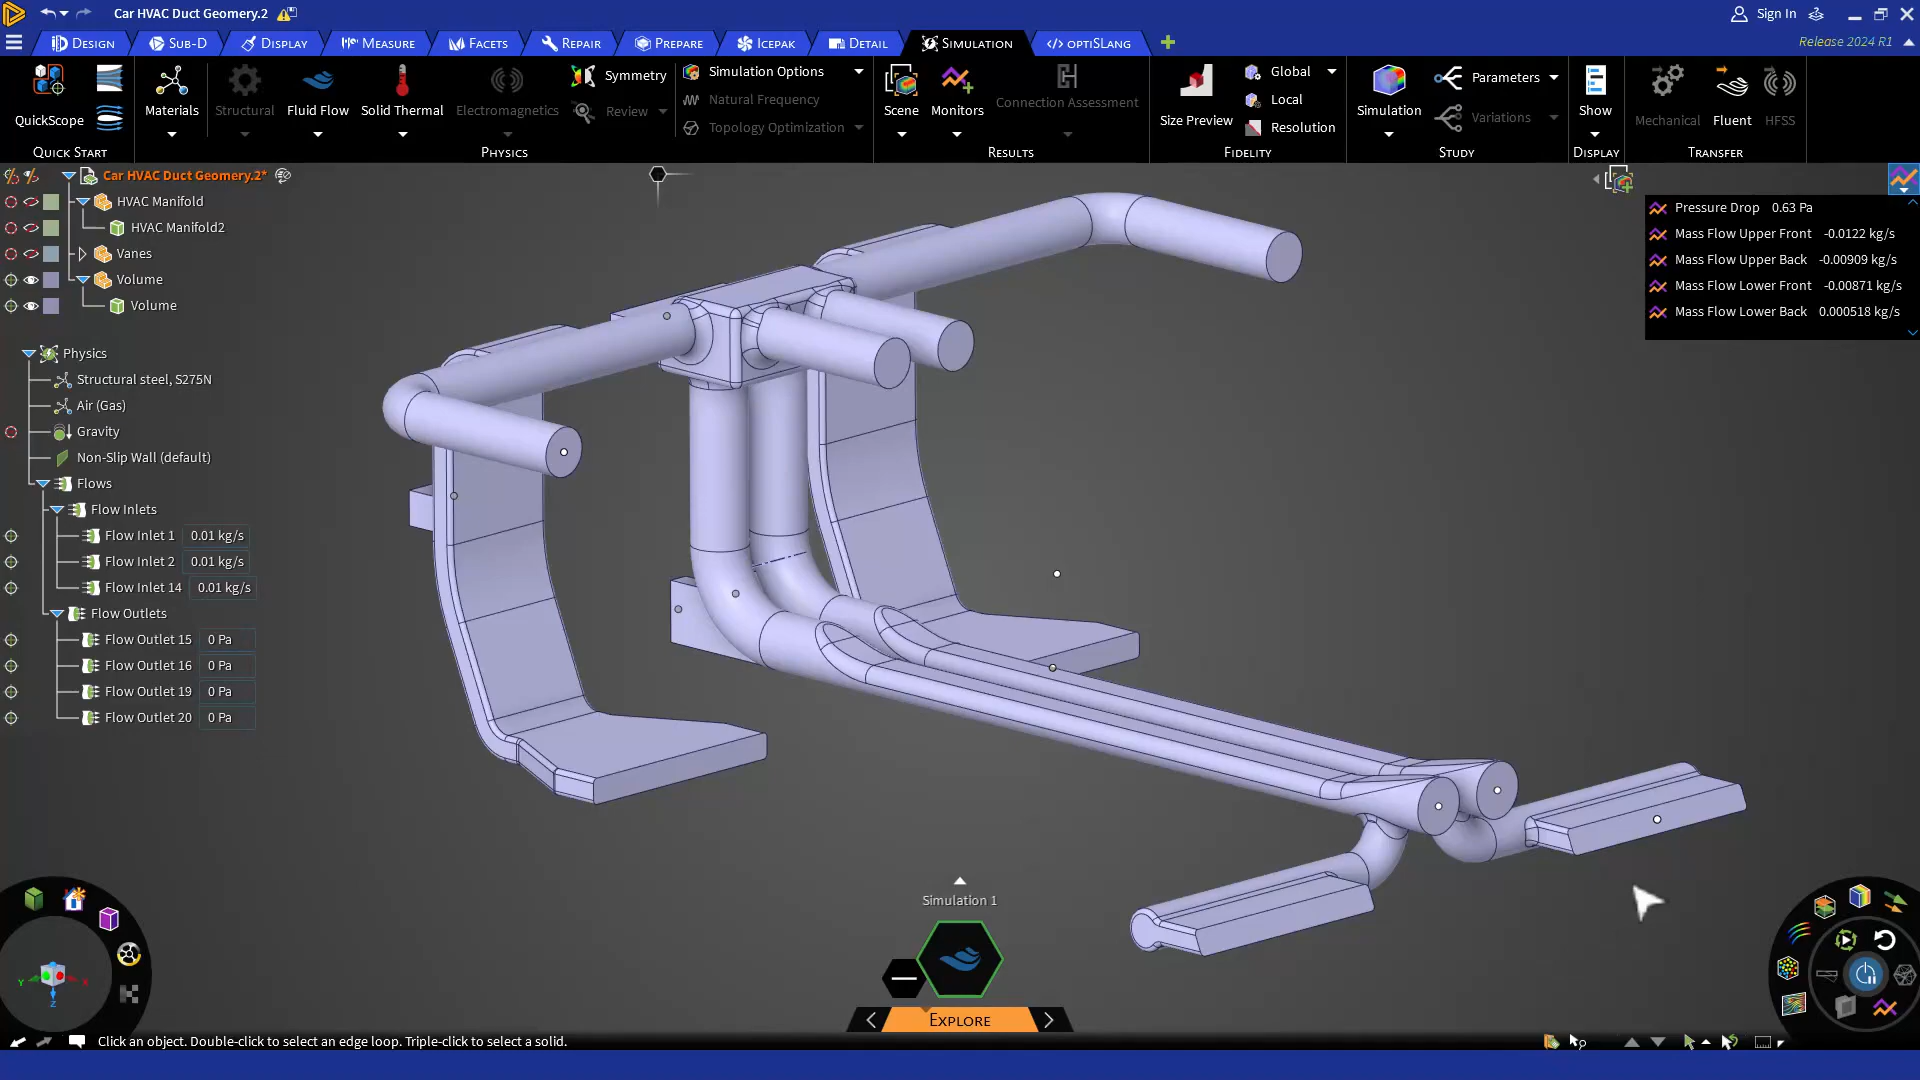 Car HVAC Duct Geometry.2
Sign In
Design
Sub-D
Display
Measure
Facets
Repair
Prepare
Icepak
Detail
Simulation
optiSLang
Release 2024 R1
QuickScope
Quick Start
Materials
Structural
Fluid Flow
Solid Thermal
Electromagnetics
Symmetry
Review
Physics
Simulation Options
Natural Frequency
Topology Optimization
Scene
Monitors
Connection Assessment
Results
Size Preview
Global
Local
Resolution
Fidelity
Simulation
Parameters
Variations
Study
Show
Display
Mechanical
Fluent
HFSS
Transfer
Car HVAC Duct Geometry.2*
HVAC Manifold
HVAC Manifold2
Vanes
Volume
Volume
Physics
Structural steel, S275N
Air (Gas)
Gravity
Non-Slip Wall (default)
Flows
Flow Inlets
Flow Inlet 1 0.01 kg/s
Flow Inlet 2 0.01 kg/s
Flow Inlet 14 0.01 kg/s
Flow Outlets
Flow Outlet 15 0 Pa
Flow Outlet 16 0 Pa
Flow Outlet 19 0 Pa
Flow Outlet 20 0 Pa
Pressure Drop 0.63 Pa
Mass Flow Upper Front -0.0122 kg/s
Mass Flow Upper Back -0.00909 kg/s
Mass Flow Lower Front -0.00871 kg/s
Mass Flow Lower Back 0.000518 kg/s
Simulation 1
Explore
Y
X
Z
Click an object. Double-click to select an edge loop. Triple-click to select a solid.